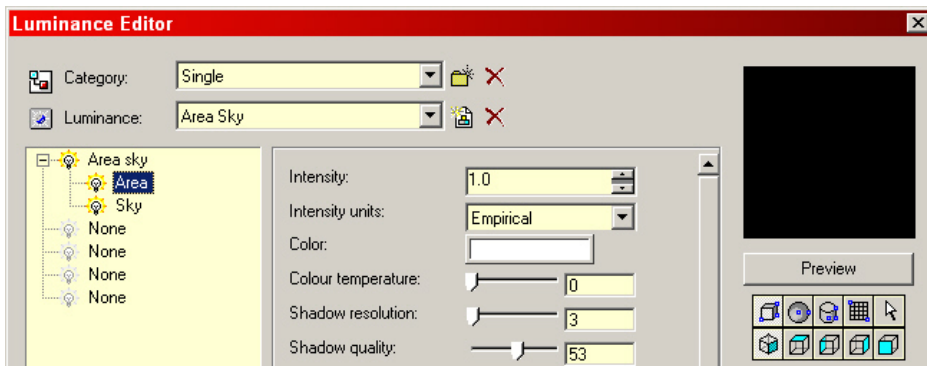 Luminance Editor
Category: Single
Luminance: Area Sky
Area sky
Area
Sky
None
None
None
None
Intensity: 1.0
Intensity units: Empirical
Color:
Colour temperature: 0
Shadow resolution: 3
Shadow quality: 53
Preview